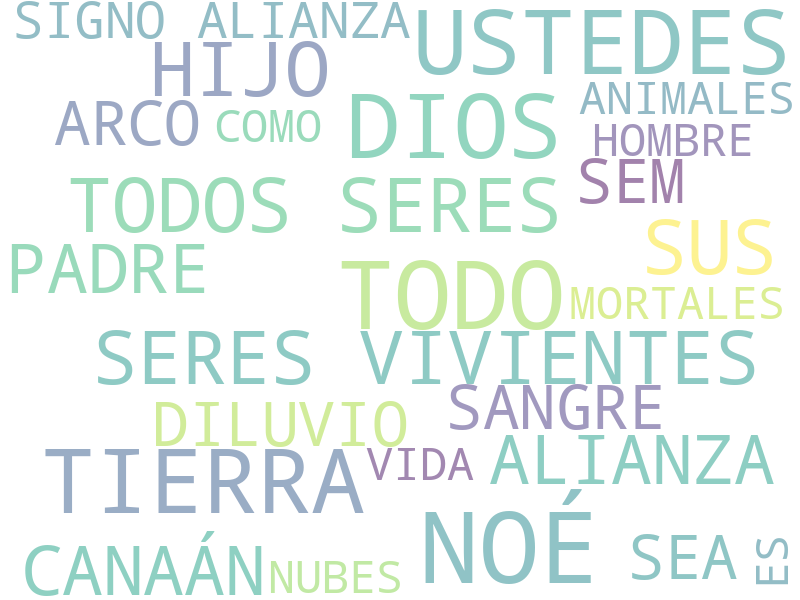 SIGNO ALIANZA
USTEDES
HIJO
ANIMALES
ARCO
COMO
DIOS
HOMBRE
SEM
TODOS SERES
SUS
PADRE
TODO
MORTALES
SERES VIVIENTES
SANGRE
DILUVIO
TIERRA
VIDA
ALIANZA
NOÉ
SEA
ES
CANAÁN
NUBES